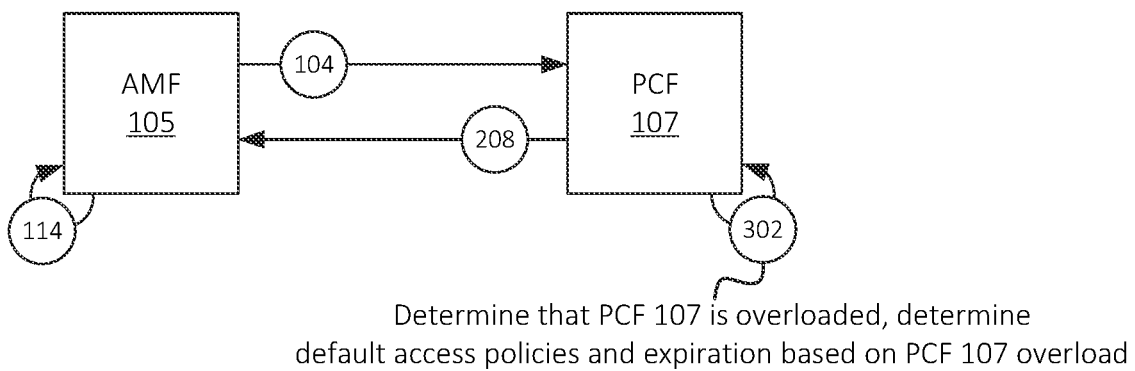 AMF
105
104
PCF
107
208
114
302
Determine that PCF 107 is overloaded, determine
default access policies and expiration based on PCF 107 overload